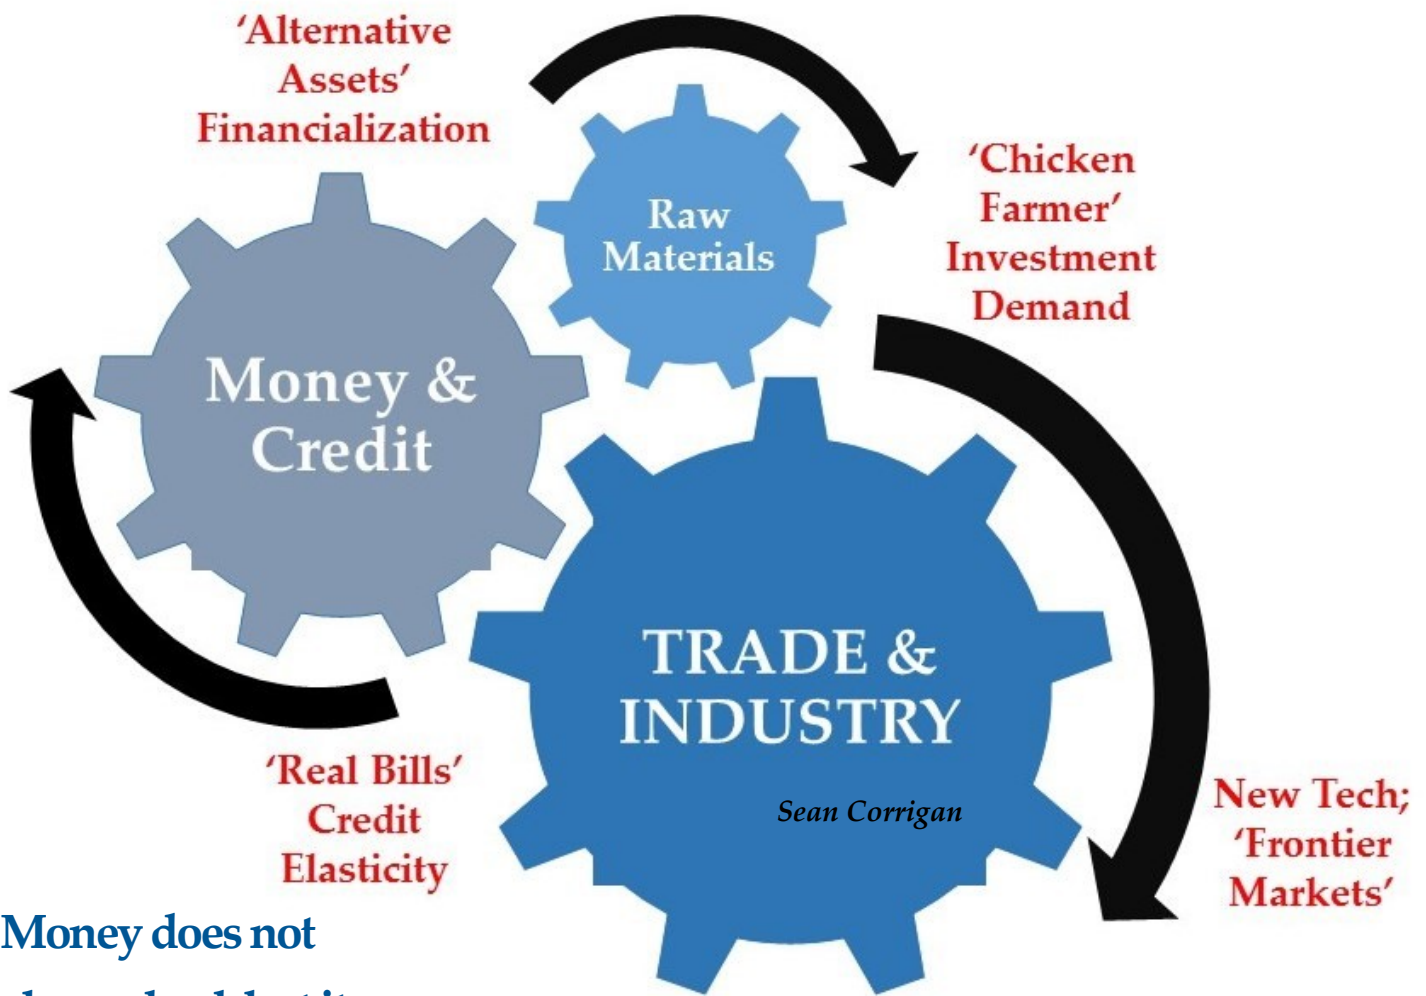 ‘Alternative
Assets’
Financialization
Raw
Materials
‘Chicken
Farmer’
Investment
Demand
Money &
Credit
TRADE &
INDUSTRY
Sean Corrigan
‘Real Bills’
Credit
Elasticity
New Tech;
‘Frontier
Markets’
Money does not